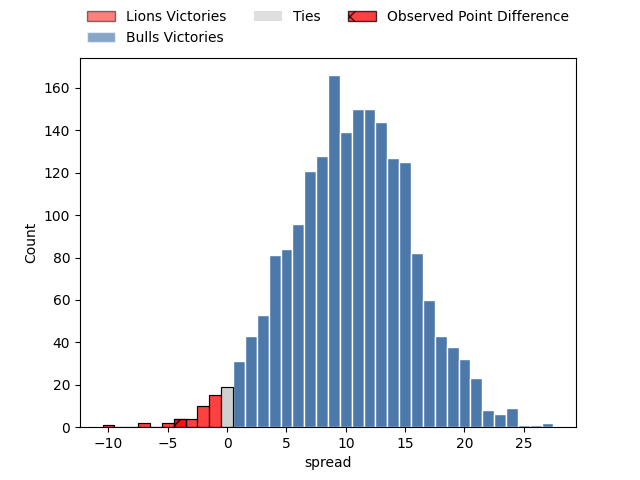 Lions Victories
Ties
Observed Point Difference
Bulls Victories
160
140
120
100
80
60
40
20
0
Count
−10
−5
0
5
10
15
20
25
spread